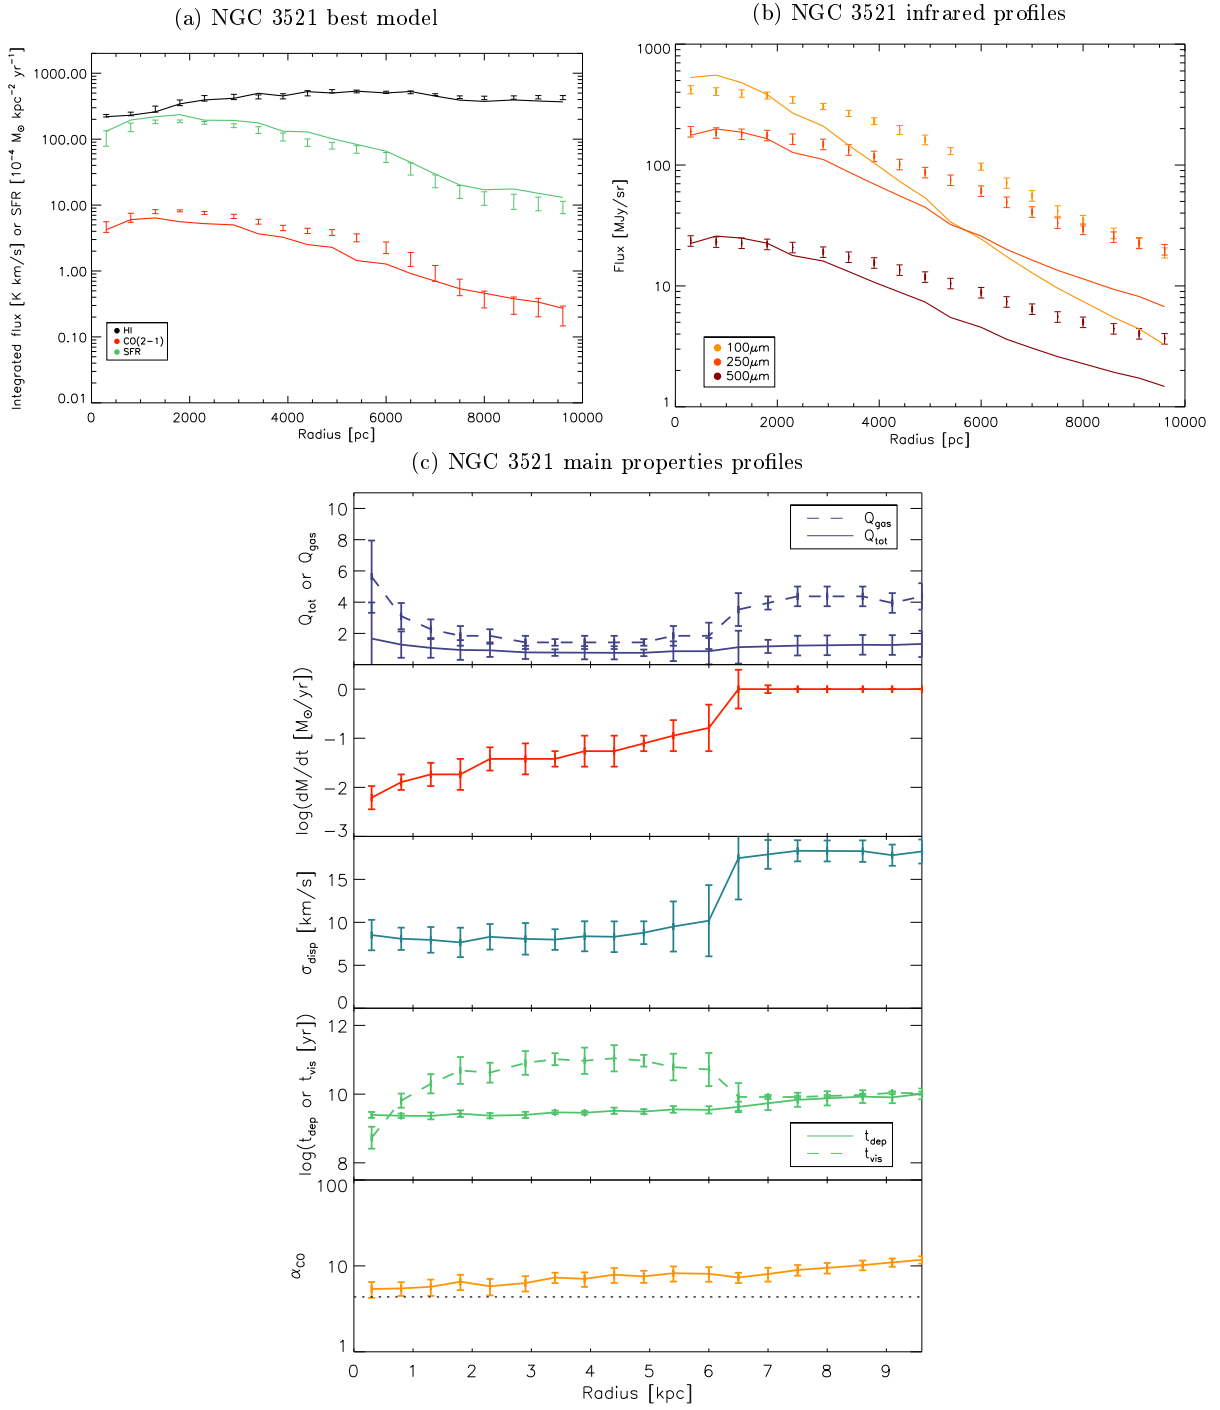 (a) NGC 3521 best model
Integrated flux [K km/s] or SFR [10⁻⁴ M⊙ kpc⁻² yr⁻¹]
1000.00
100.00
10.00
1.00
0.10
0.01
HI
CO(2−1)
SFR
0 2000 4000 6000 8000 10000
Radius [pc]
(b) NGC 3521 infrared profiles
Flux [MJy/sr]
1000
100
10
1
100μm
250μm
500μm
0 2000 4000 6000 8000 10000
Radius [pc]
(c) NGC 3521 main properties profiles
Q_tot or Q_gas
10
8
6
4
2
Q_gas
Q_tot
log(dM/dt [M⊙/yr])
0
−1
−2
−3
σ_disp [km/s]
15
10
5
0
log(t_dep or t_vis [yr])
12
10
8
t_dep
t_vis
α_CO
100
10
1
0 1 2 3 4 5 6 7 8 9
Radius [kpc]